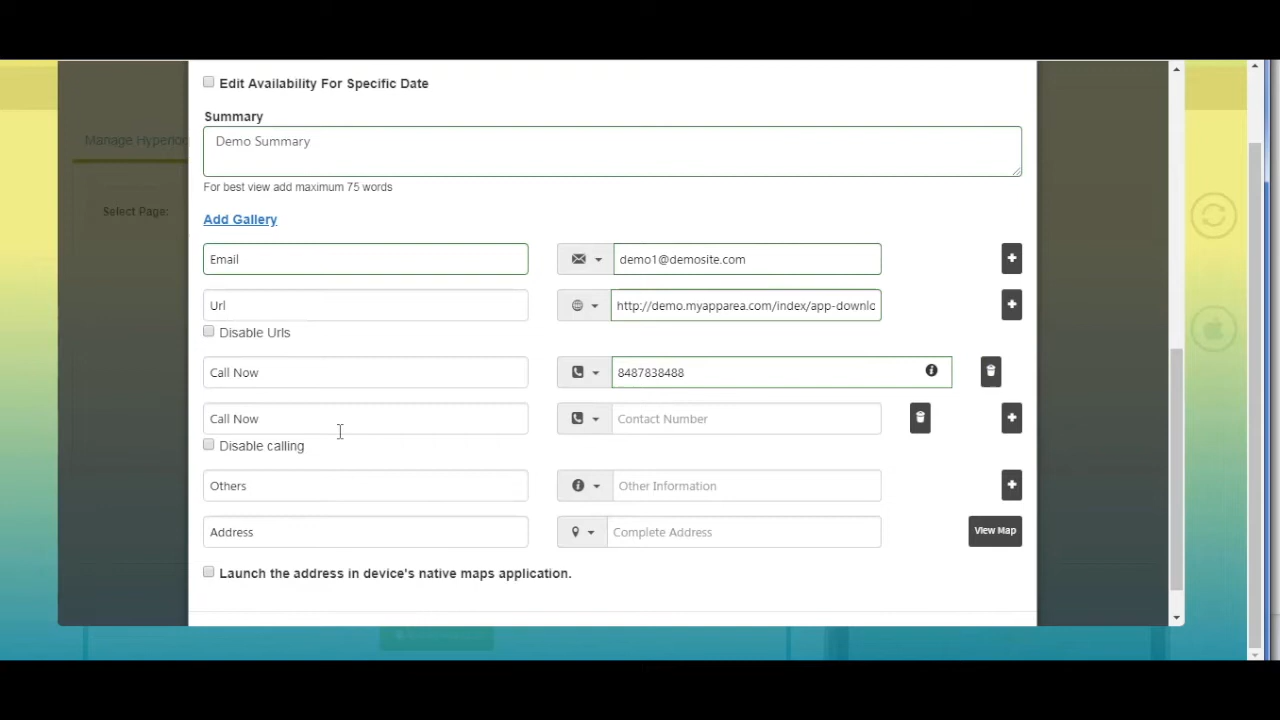 Edit Availability For Specific Date
Manage Hyperlo
Summary
Demo Summary
For best view add maximum 75 words
Select Page:
Add Gallery
Email demo1@demosite.com
Url http://demo.myapparea.com/index/app-downlo
Disable Urls
Call Now 8487838488
Call Now Contact Number
Disable calling
Others Other Information
Address Complete Address View Map
Launch the address in device's native maps application.